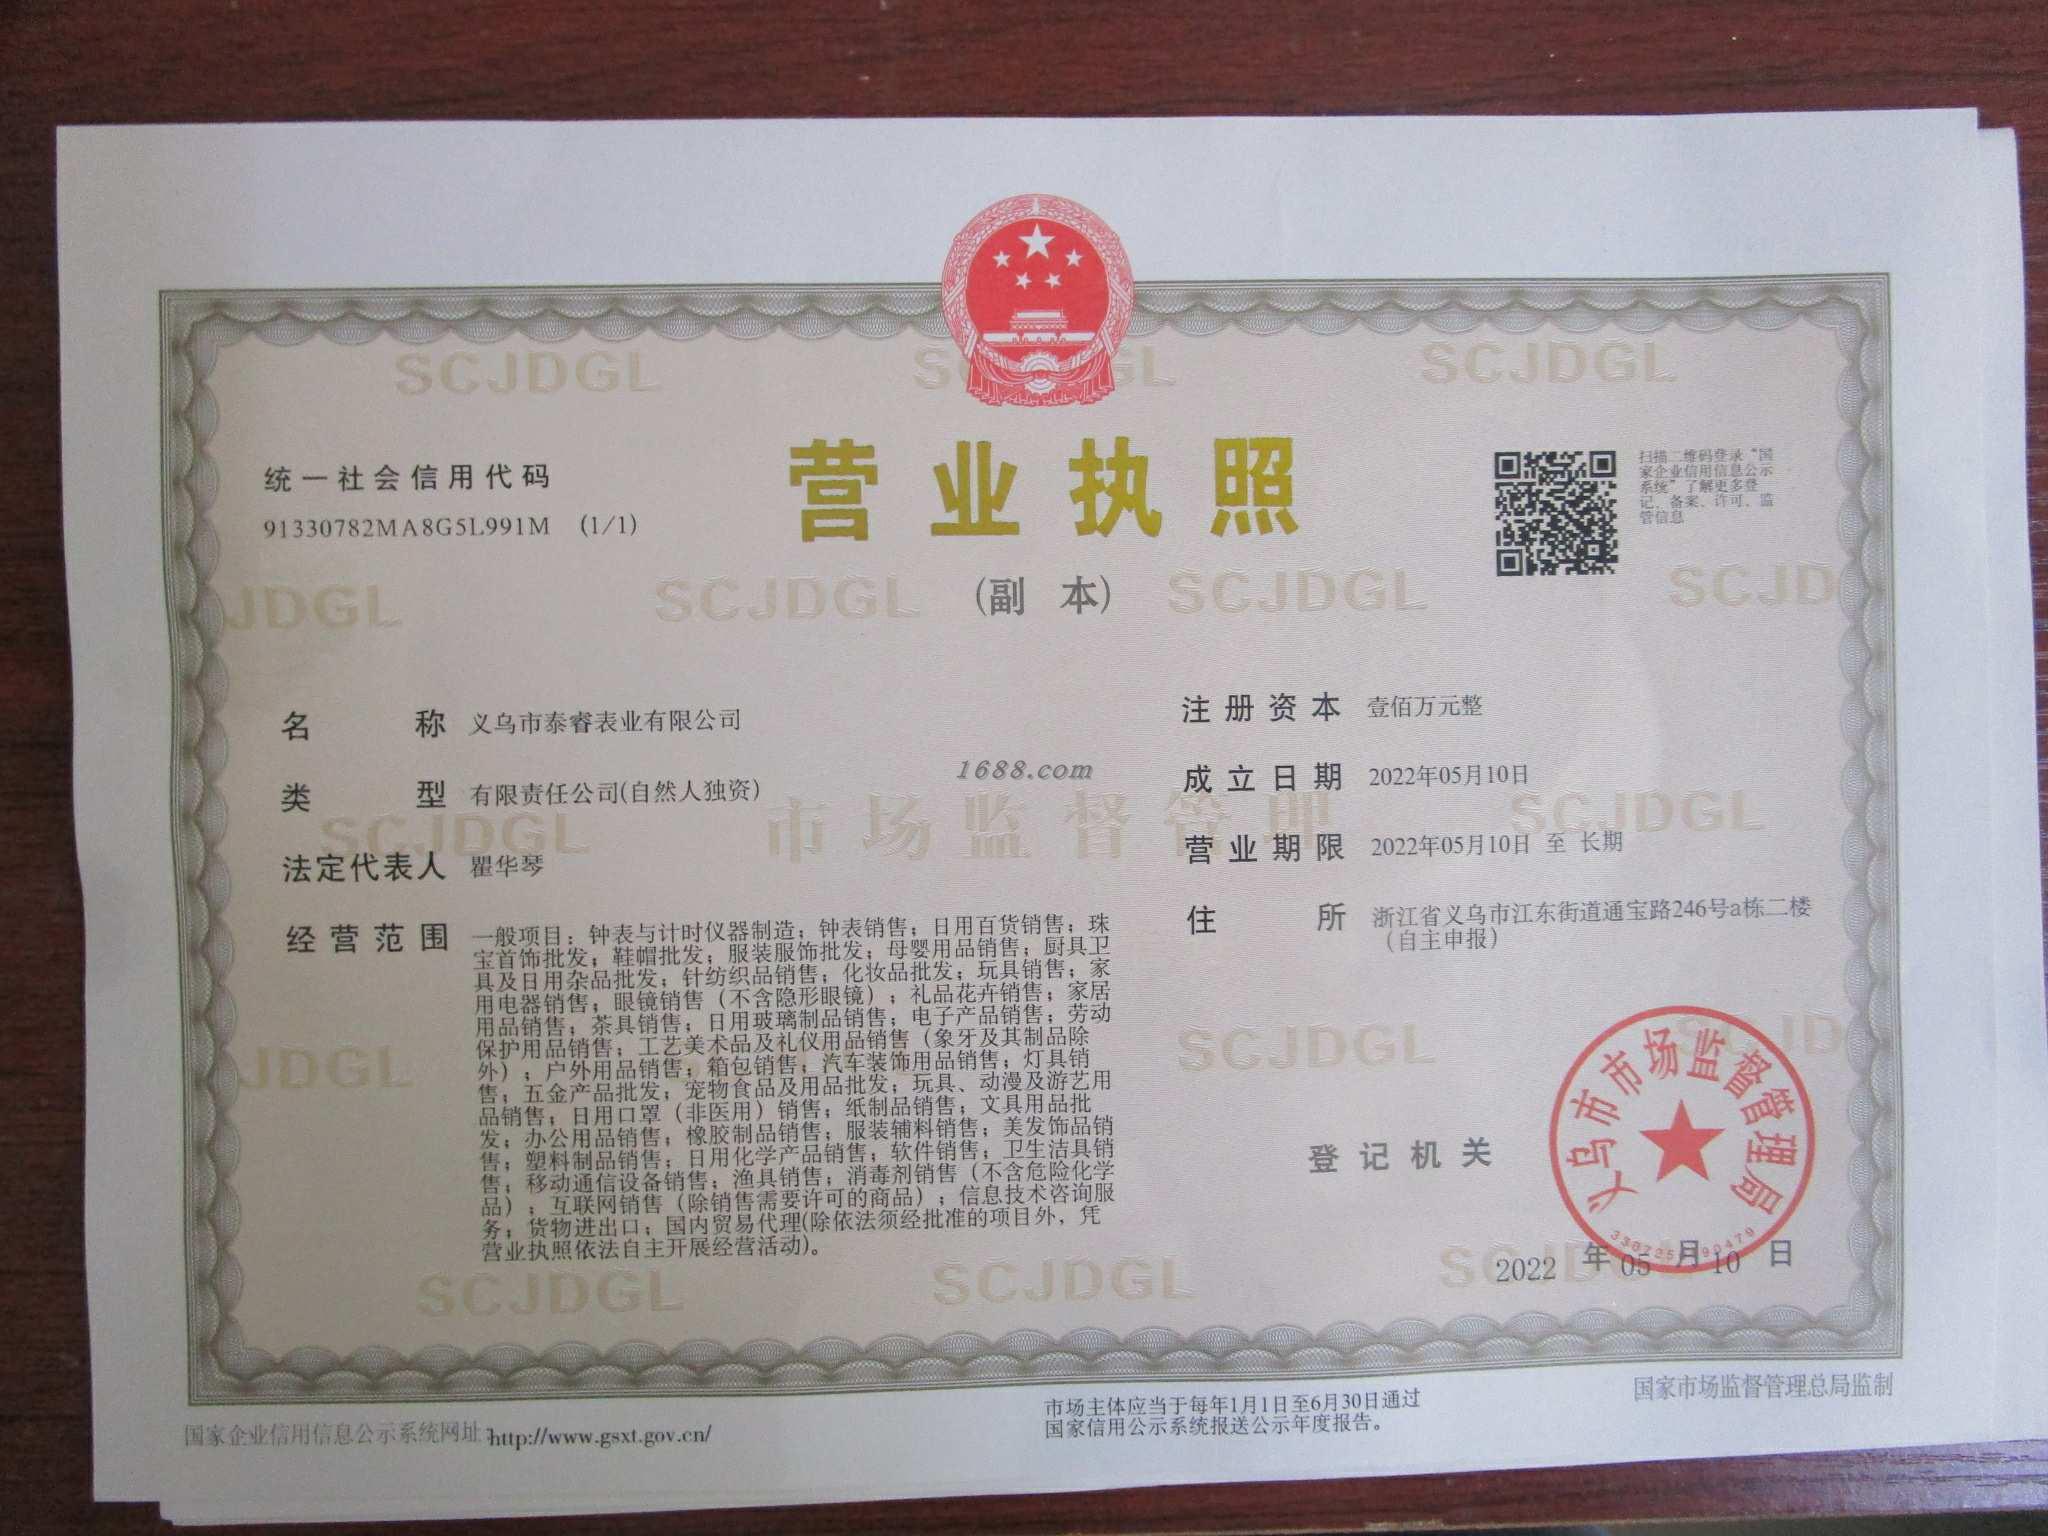 SCJDGL
SCJDGL
统一社会信用代码
91330782MA8G5L991M (1/1)
营业执照
(副 本)
扫描二维码登录“国
家企业信用信息公示
系统”了解更多登
记、备案、许可、监
管信息
JDGL
SCJDGL
SCJDGL
SCJD
名 称 义乌市泰睿表业有限公司
类 型 有限责任公司(自然人独资)
法定代表人 瞿华琴
经营范围 一般项目：钟表与计时仪器制造；钟表销售；日用百货销售；珠
宝首饰批发；鞋帽批发；服装服饰批发；母婴用品销售；厨具卫
具及日用杂品批发；针纺织品销售；化妆品批发；玩具销售；家
用电器销售；眼镜销售（不含隐形眼镜）；礼品花卉销售；家居
用品销售；茶具销售；日用玻璃制品销售；电子产品销售；劳动
保护用品销售；工艺美术品及礼仪用品销售（象牙及其制品除
外）；户外用品销售；箱包销售；汽车装饰用品销售；灯具销
售；五金产品批发；宠物食品及用品批发；玩具、动漫及游艺用
品销售；日用口罩（非医用）销售；纸制品销售；文具用品批
发；办公用品销售；橡胶制品销售；服装辅料销售；美发饰品销
售；塑料制品销售；日用化学产品销售；软件销售；卫生洁具销
售；移动通信设备销售；渔具销售；消毒剂销售（不含危险化学
品）；互联网销售（除销售需要许可的商品）；信息技术咨询服
务；货物进出口；国内贸易代理(除依法须经批准的项目外，凭
营业执照依法自主开展经营活动)。
1688.com
市场监督管理
SCJDGL
SCJDGL
注册资本 壹佰万元整
成立日期 2022年05月10日
营业期限 2022年05月10日 至 长期
住 所 浙江省义乌市江东街道通宝路246号a栋二楼
（自主申报）
JDGL
SCJDGL
SCJD
登记机关
义乌市市场监督管理局
2022 年 05 月 10 日
SCJDGL
SCJDGL
国家企业信用信息公示系统网址：http://www.gsxt.gov.cn/
市场主体应当于每年1月1日至6月30日通过
国家信用公示系统报送公示年度报告。
国家市场监督管理总局监制